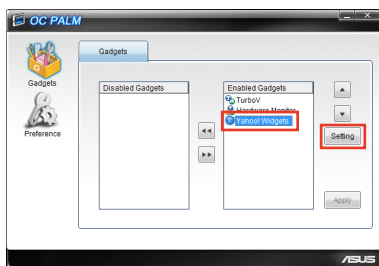 OC PALM
Gadgets
Gadgets
Preference
Disabled Gadgets
Enabled Gadgets
TurboV
Hardware Monitor
Yahoo! Widgets
Setting
Apply
ASUS